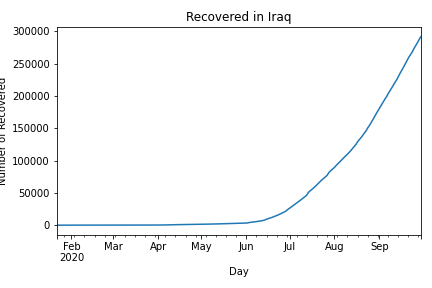 Recovered in Iraq
Number of Recovered
300000
250000
200000
150000
100000
50000
0
Feb Mar Apr May Jun Jul Aug Sep
2020
Day